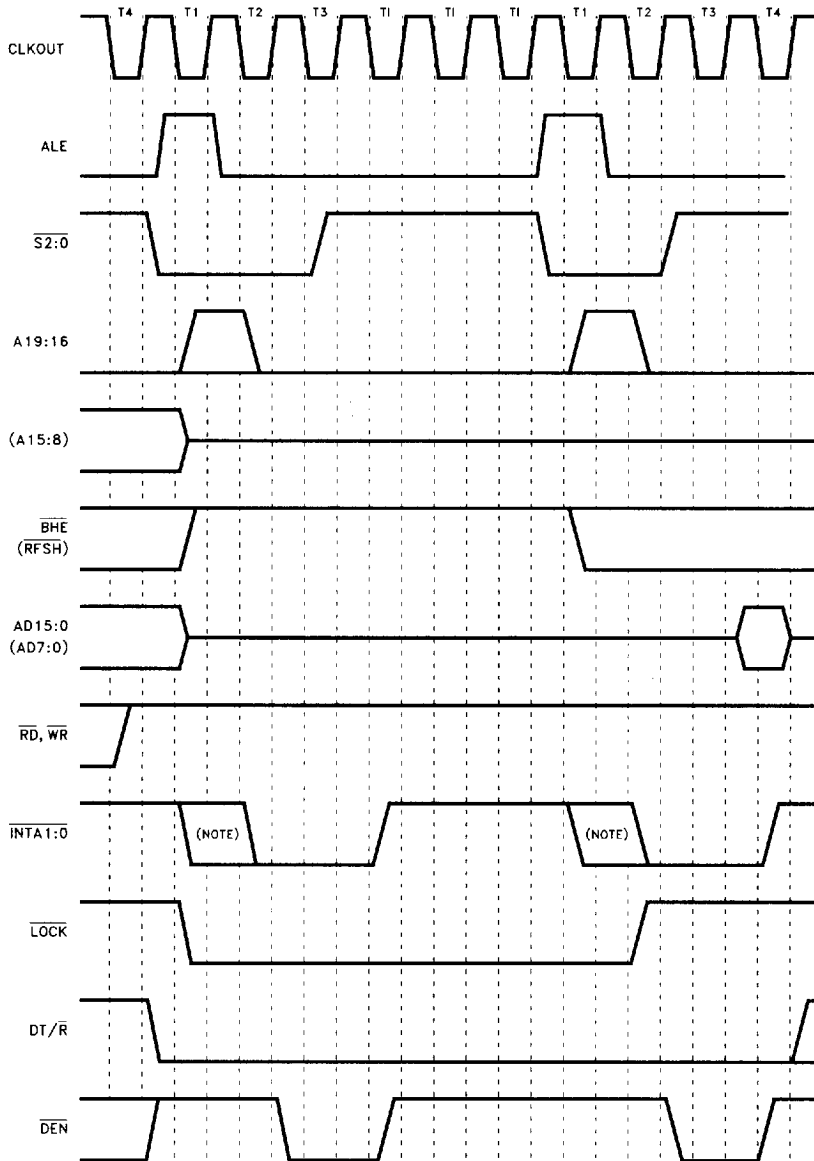 T4 T1 T2 T3 TI TI TI T1 T2 T3 T4
CLKOUT
ALE
S2:0
A19:16
(A15:8)
BHE
(RFSH)
AD15:0
(AD7:0)
RD, WR
INTA1:0 (NOTE) (NOTE)
LOCK
DT/R
DEN